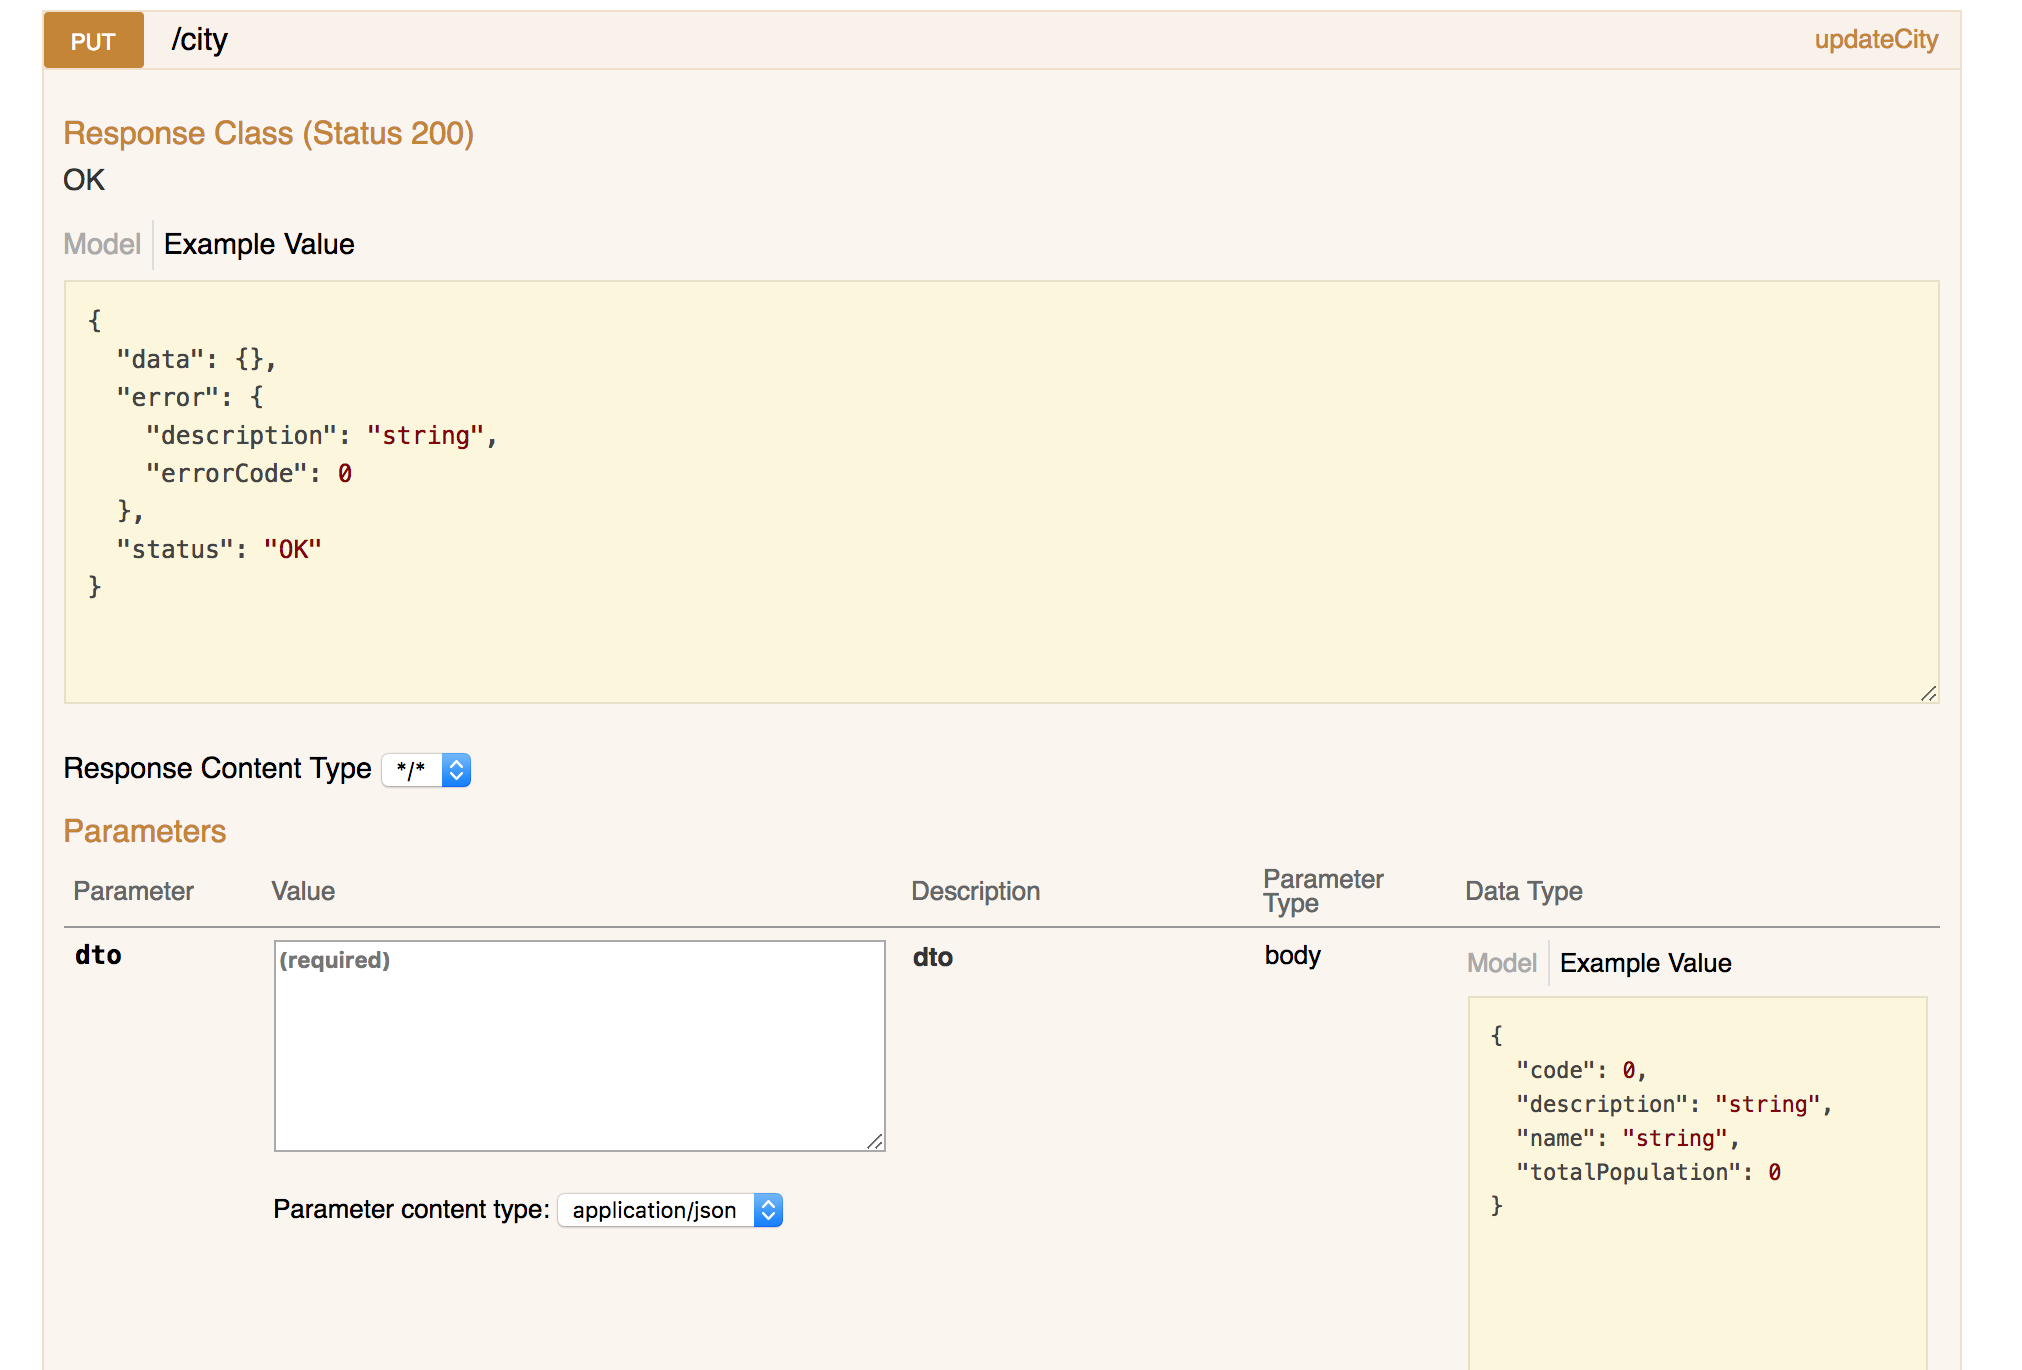 PUT /city updateCity
Response Class (Status 200)
OK
Model Example Value
{
  "data": {},
  "error": {
    "description": "string",
    "errorCode": 0
  },
  "status": "OK"
}
Response Content Type */*
Parameters
Parameter Value Description Parameter Type Data Type
dto (required) dto body Model Example Value
{
  "code": 0,
  "description": "string",
  "name": "string",
  "totalPopulation": 0
}
Parameter content type: application/json